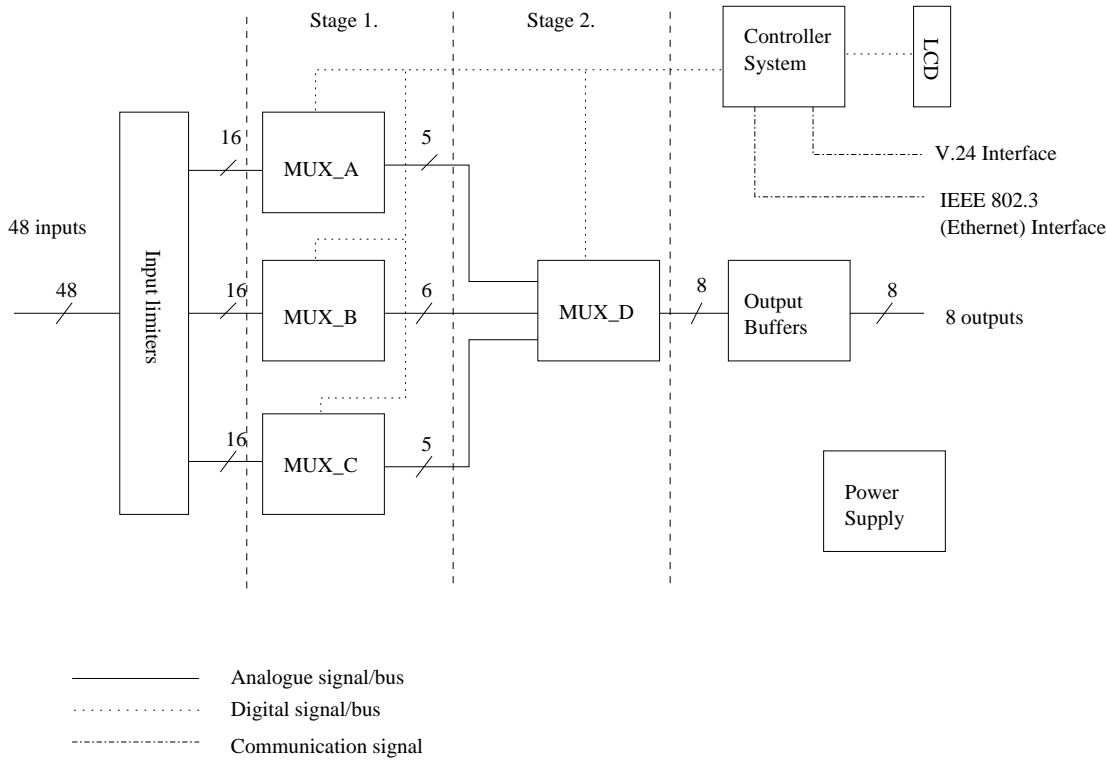 Stage 1.
Stage 2.
Controller
System
LCD
16
5
MUX_A
V.24 Interface
IEEE 802.3
(Ethernet) Interface
48 inputs
48
Input limiters
16
6
MUX_B
MUX_D
8
Output
Buffers
8
8 outputs
16
5
MUX_C
Power
Supply
Analogue signal/bus
Digital signal/bus
Communication signal